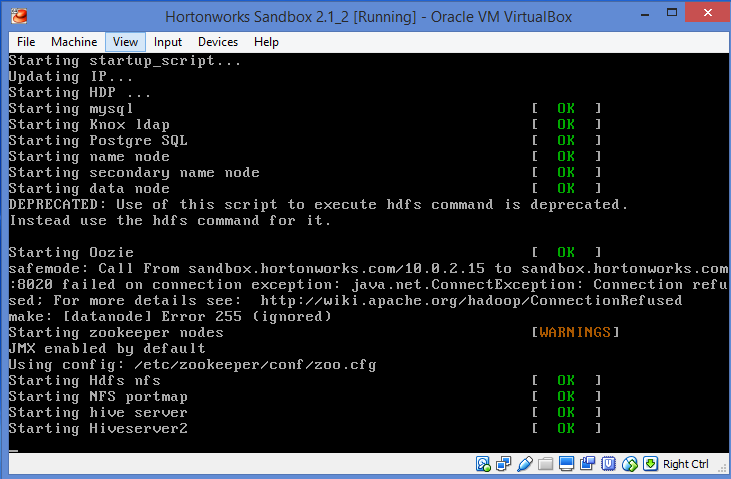 Hortonworks Sandbox 2.1_2 [Running] - Oracle VM VirtualBox
File Machine View Input Devices Help
Starting startup_script...
Updating IP...
Starting HDP ...
Starting mysql [ OK ]
Starting Knox ldap [ OK ]
Starting Postgre SQL [ OK ]
Starting name node [ OK ]
Starting secondary name node [ OK ]
Starting data node [ OK ]
DEPRECATED: Use of this script to execute hdfs command is deprecated.
Instead use the hdfs command for it.
Starting Oozie [ OK ]
safemode: Call From sandbox.hortonworks.com/10.0.2.15 to sandbox.hortonworks.com
:8020 failed on connection exception: java.net.ConnectException: Connection refu
sed; For more details see:  http://wiki.apache.org/hadoop/ConnectionRefused
make: [datanode] Error 255 (ignored)
Starting zookeeper nodes [WARNINGS]
JMX enabled by default
Using config: /etc/zookeeper/conf/zoo.cfg
Starting Hdfs nfs [ OK ]
Starting NFS portmap [ OK ]
Starting hive server [ OK ]
Starting Hiveserver2 [ OK ]
Right Ctrl